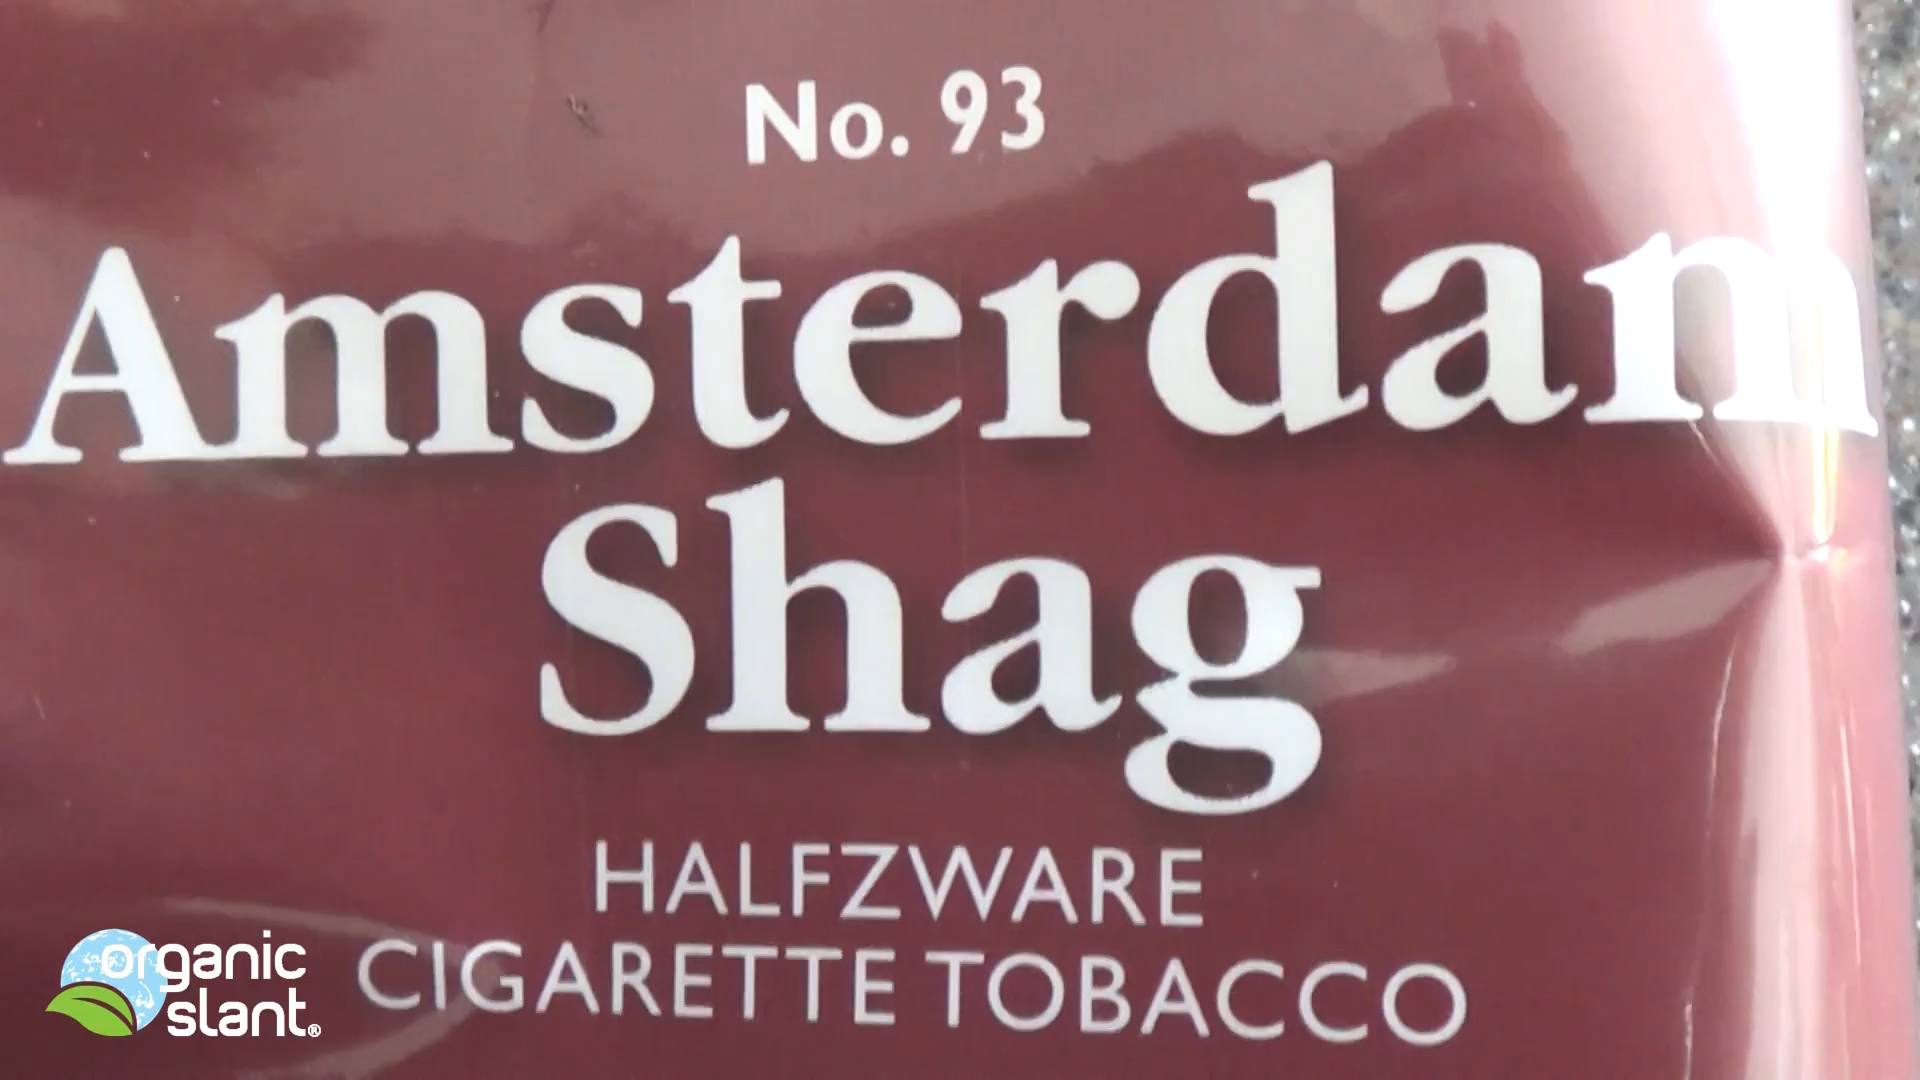 No. 93
Amsterdam
Shag
HALFZWARE
CIGARETTE TOBACCO
organic
slant®